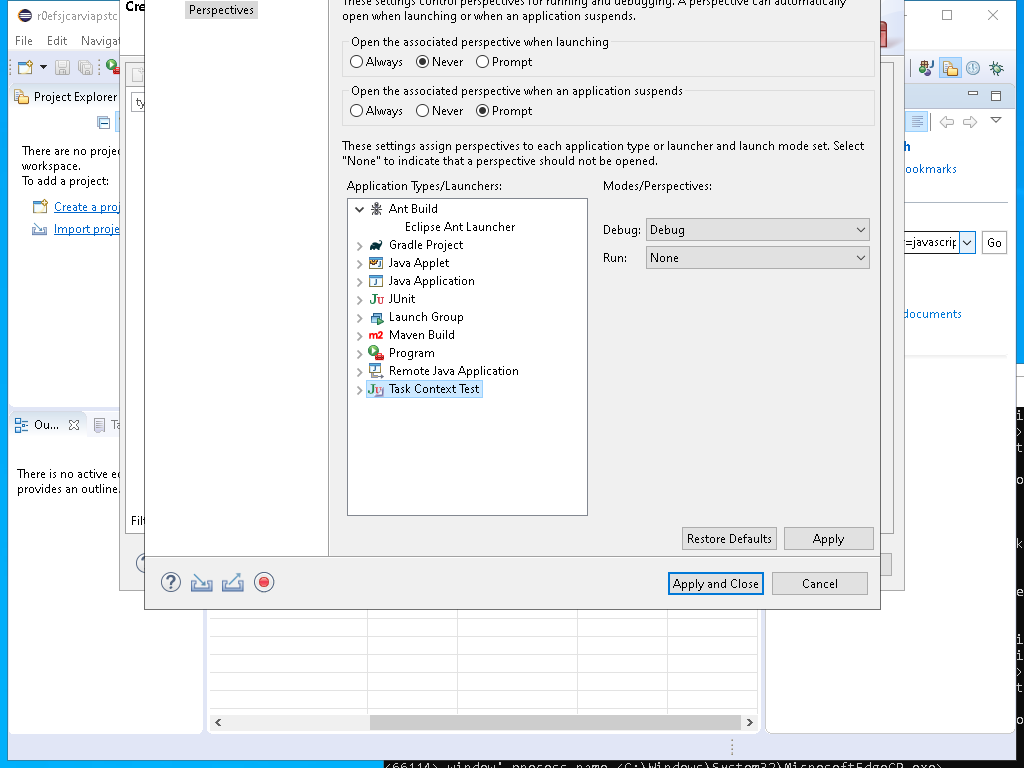 r0efsjcarviapstc
Cre
File Edit Naviga
Project Explorer
There are no proje
workspace.
To add a project:
Create a proj
Import proje
Ou...
Ta
There is no active e
provides an outline.
ty
Filt
Perspectives
These settings control perspectives for running and debugging. A perspective can automatically
open when launching or when an application suspends.
Open the associated perspective when launching
Always Never Prompt
Open the associated perspective when an application suspends
Always Never Prompt
These settings assign perspectives to each application type or launcher and launch mode set. Select
"None" to indicate that a perspective should not be opened.
Application Types/Launchers:
Modes/Perspectives:
Ant Build
Eclipse Ant Launcher
Gradle Project
Java Applet
Java Application
JUnit
Launch Group
Maven Build
Program
Remote Java Application
Task Context Test
Debug: Debug
Run: None
Restore Defaults Apply
Apply and Close Cancel
h
ookmarks
=javascrip Go
documents
<66114> window' process name <C:\Windows\System32\MicrosoftEdgeCP.exe>